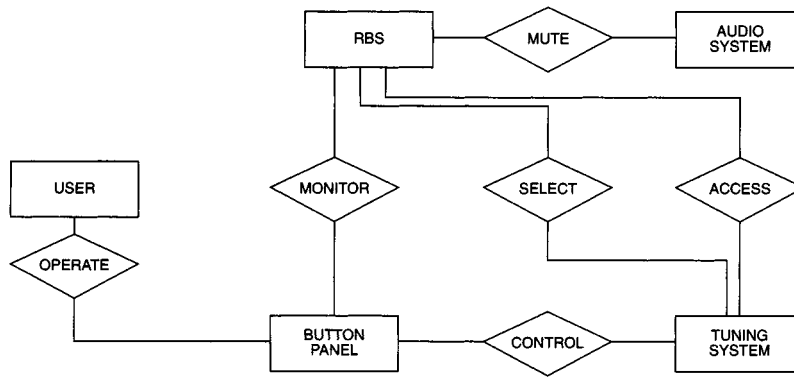 RBS
MUTE
AUDIO
SYSTEM
USER
MONITOR
SELECT
ACCESS
OPERATE
BUTTON
PANEL
CONTROL
TUNING
SYSTEM